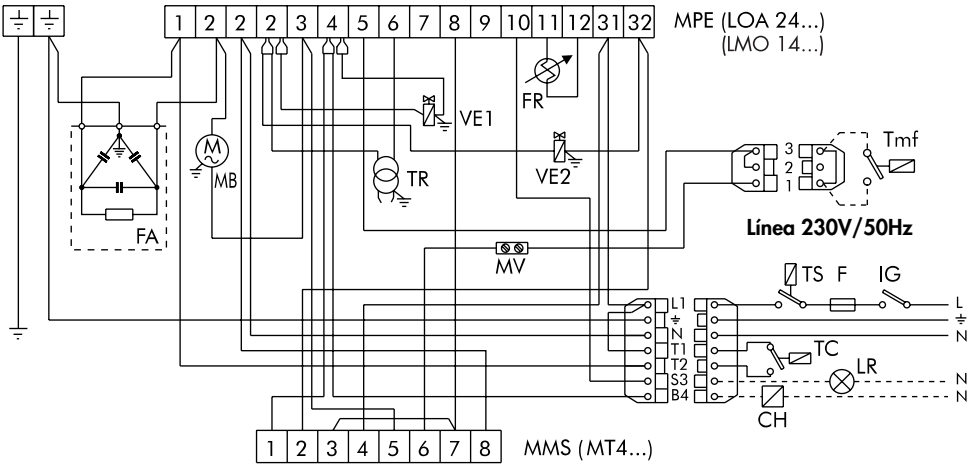 1 2 2 2 3 4 5 6 7 8 9 10 11 12 31 32 MPE (LOA 24...)
(LMO 14...)
FR
VE1
M
MB
TR
VE2
FA
3
2
1
Tmf
Línea 230V/50Hz
MV
TS F IG
L1 L
N N
T1
TC
T2
LR
S3 N
B4 N
CH
1 2 3 4 5 6 7 8 MMS (MT4...)